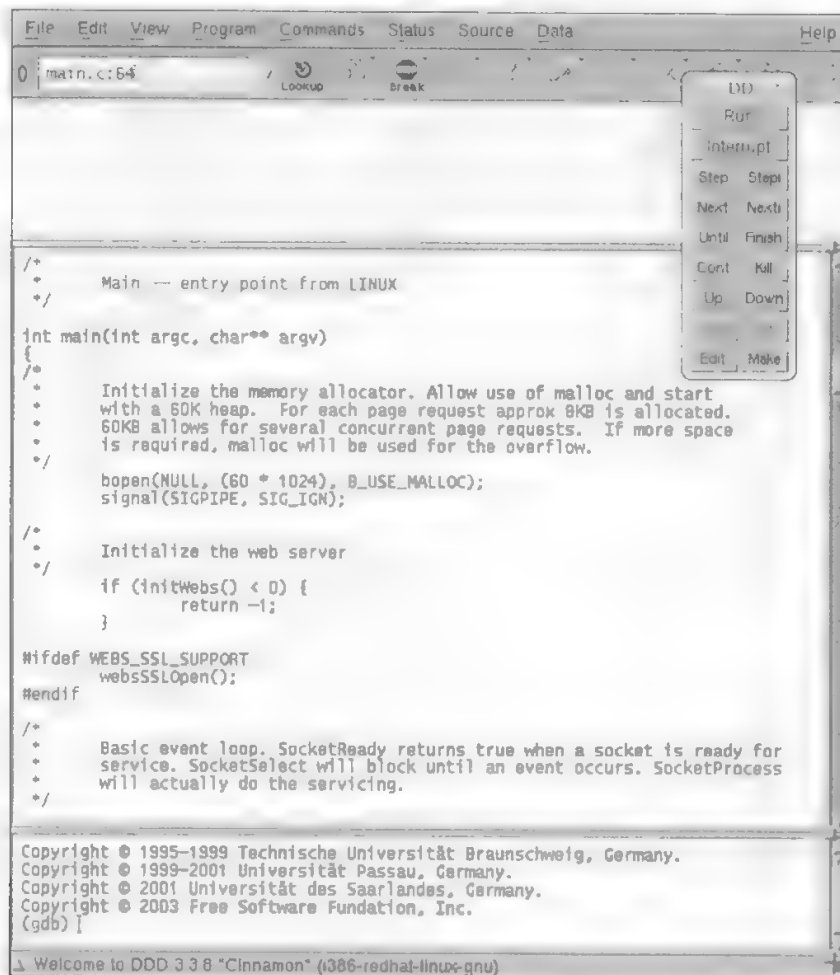 File Edit View Program Commands Status Source Data Help
main.c:64
Lookup
Break
DD
Run
Interrupt
Step Stepi
Next Nexti
Until Finish
Cont Kill
Up Down
Edit Make
/*
* Main -- entry point from LINUX
*/
int main(int argc, char** argv)
{
/*
* Initialize the memory allocator. Allow use of malloc and start
* with a 60K heap. For each page request approx 8KB is allocated.
* 60KB allows for several concurrent page requests. If more space
* is required, malloc will be used for the overflow.
*/
bopen(NULL, (60 * 1024), B_USE_MALLOC);
signal(SIGPIPE, SIG_IGN);
/*
* Initialize the web server
*/
if (initWebs() < 0) {
return -1;
}
#ifdef WEBS_SSL_SUPPORT
websSSLOpen();
#endif
/*
* Basic event loop. SocketReady returns true when a socket is ready for
* service. SocketSelect will block until an event occurs. SocketProcess
* will actually do the servicing.
*/
Copyright © 1995-1999 Technische Universität Braunschweig, Germany.
Copyright © 1999-2001 Universität Passau, Germany.
Copyright © 2001 Universität des Saarlandes, Germany.
Copyright © 2003 Free Software Fundation, Inc.
(gdb)
Welcome to DDD 3.3.8 "Cinnamon" (i386-redhat-linux-gnu)